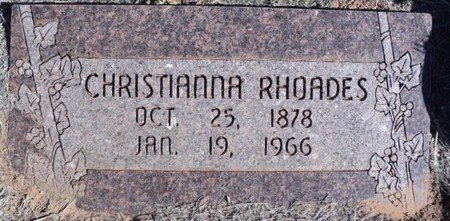 CHRISTIANNA RHOADES
OCT. 25, 1878
JAN. 19, 1966